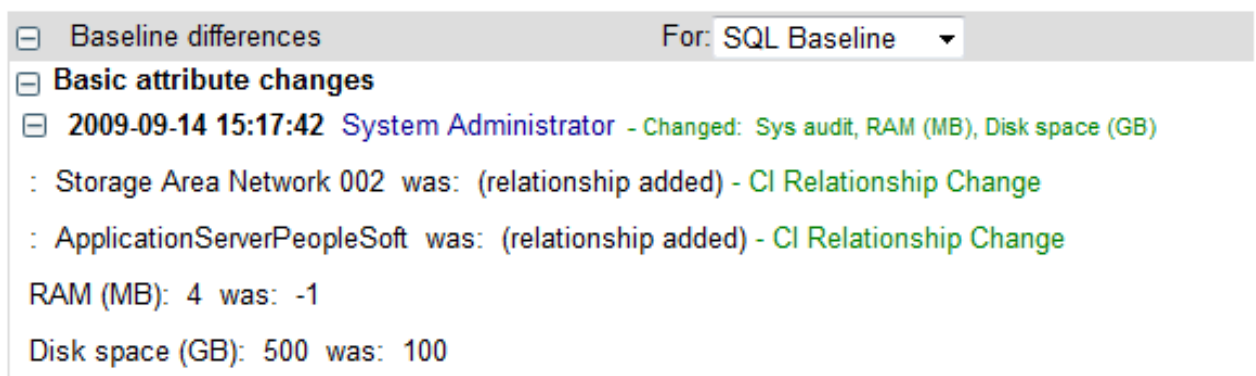 Baseline differences For: SQL Baseline
Basic attribute changes
2009-09-14 15:17:42 System Administrator - Changed: Sys audit, RAM (MB), Disk space (GB)
: Storage Area Network 002 was: (relationship added) - CI Relationship Change
: ApplicationServerPeopleSoft was: (relationship added) - CI Relationship Change
RAM (MB): 4 was: -1
Disk space (GB): 500 was: 100